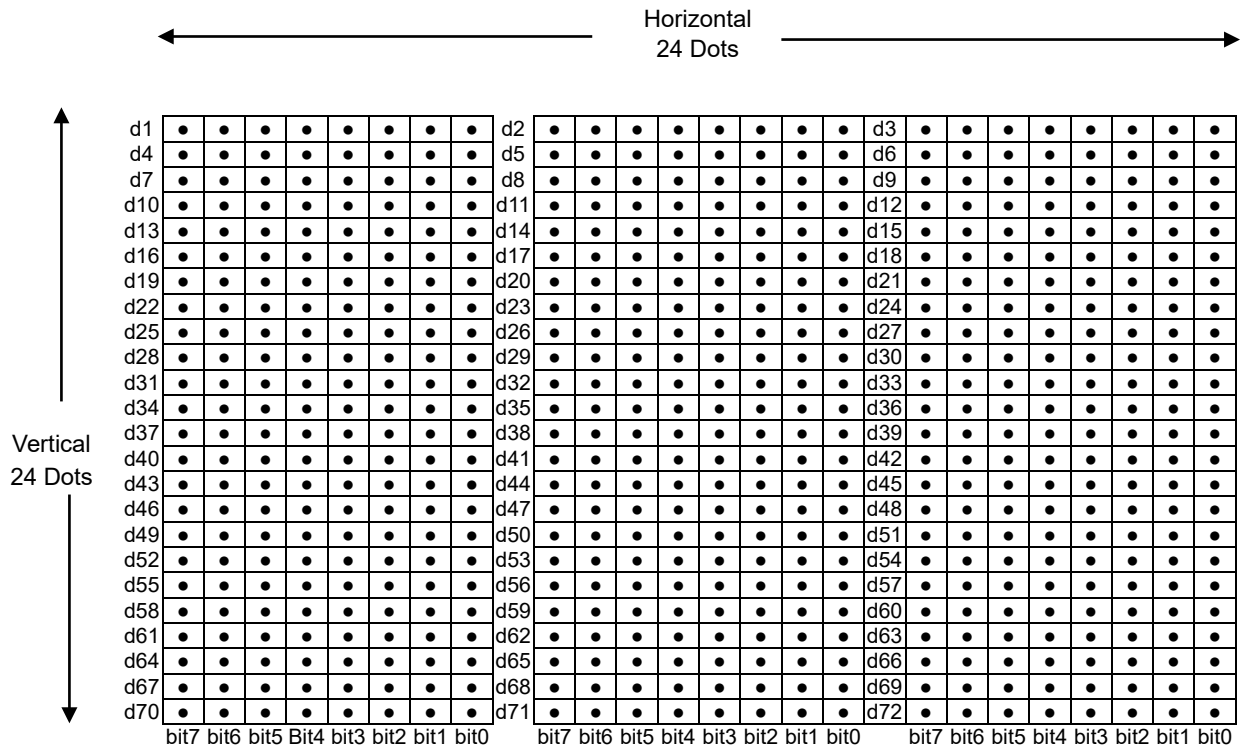 Horizontal
24 Dots
d1 d2 d3
d4 d5 d6
d7 d8 d9
d10 d11 d12
d13 d14 d15
d16 d17 d18
d19 d20 d21
d22 d23 d24
d25 d26 d27
d28 d29 d30
d31 d32 d33
d34 d35 d36
d37 d38 d39
Vertical
24 Dots
d40 d41 d42
d43 d44 d45
d46 d47 d48
d49 d50 d51
d52 d53 d54
d55 d56 d57
d58 d59 d60
d61 d62 d63
d64 d65 d66
d67 d68 d69
d70 d71 d72
bit7 bit6 bit5 Bit4 bit3 bit2 bit1 bit0 bit7 bit6 bit5 bit4 bit3 bit2 bit1 bit0 bit7 bit6 bit5 bit4 bit3 bit2 bit1 bit0